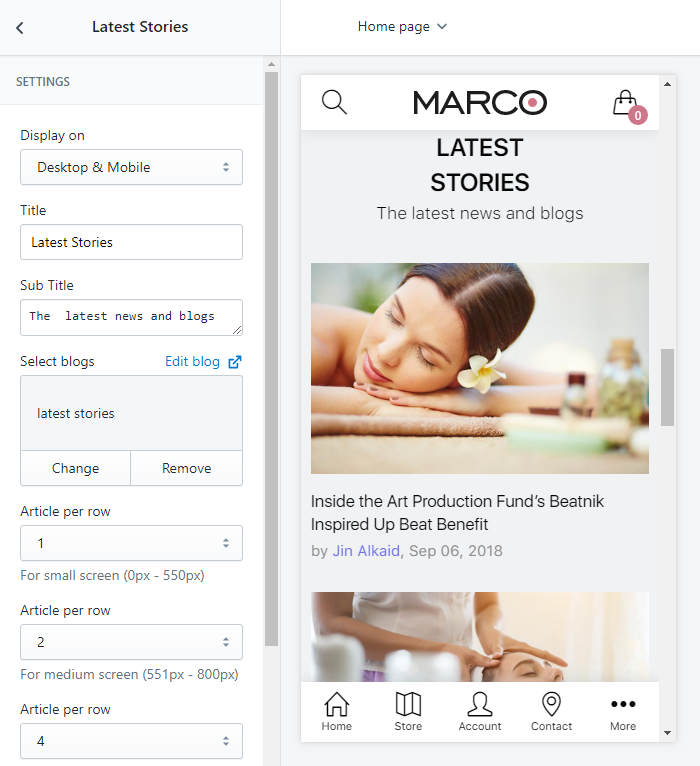 Latest Stories
Home page
SETTINGS
Display on
Desktop & Mobile
Title
Latest Stories
Sub Title
The  latest news and blogs
Select blogs
Edit blog
latest stories
Change
Remove
Article per row
1
For small screen (0px - 550px)
Article per row
2
For medium screen (551px - 800px)
Article per row
4
MARCO
0
LATEST
STORIES
The latest news and blogs
Inside the Art Production Fund’s Beatnik
Inspired Up Beat Benefit
by Jin Alkaid, Sep 06, 2018
Home
Store
Account
Contact
More